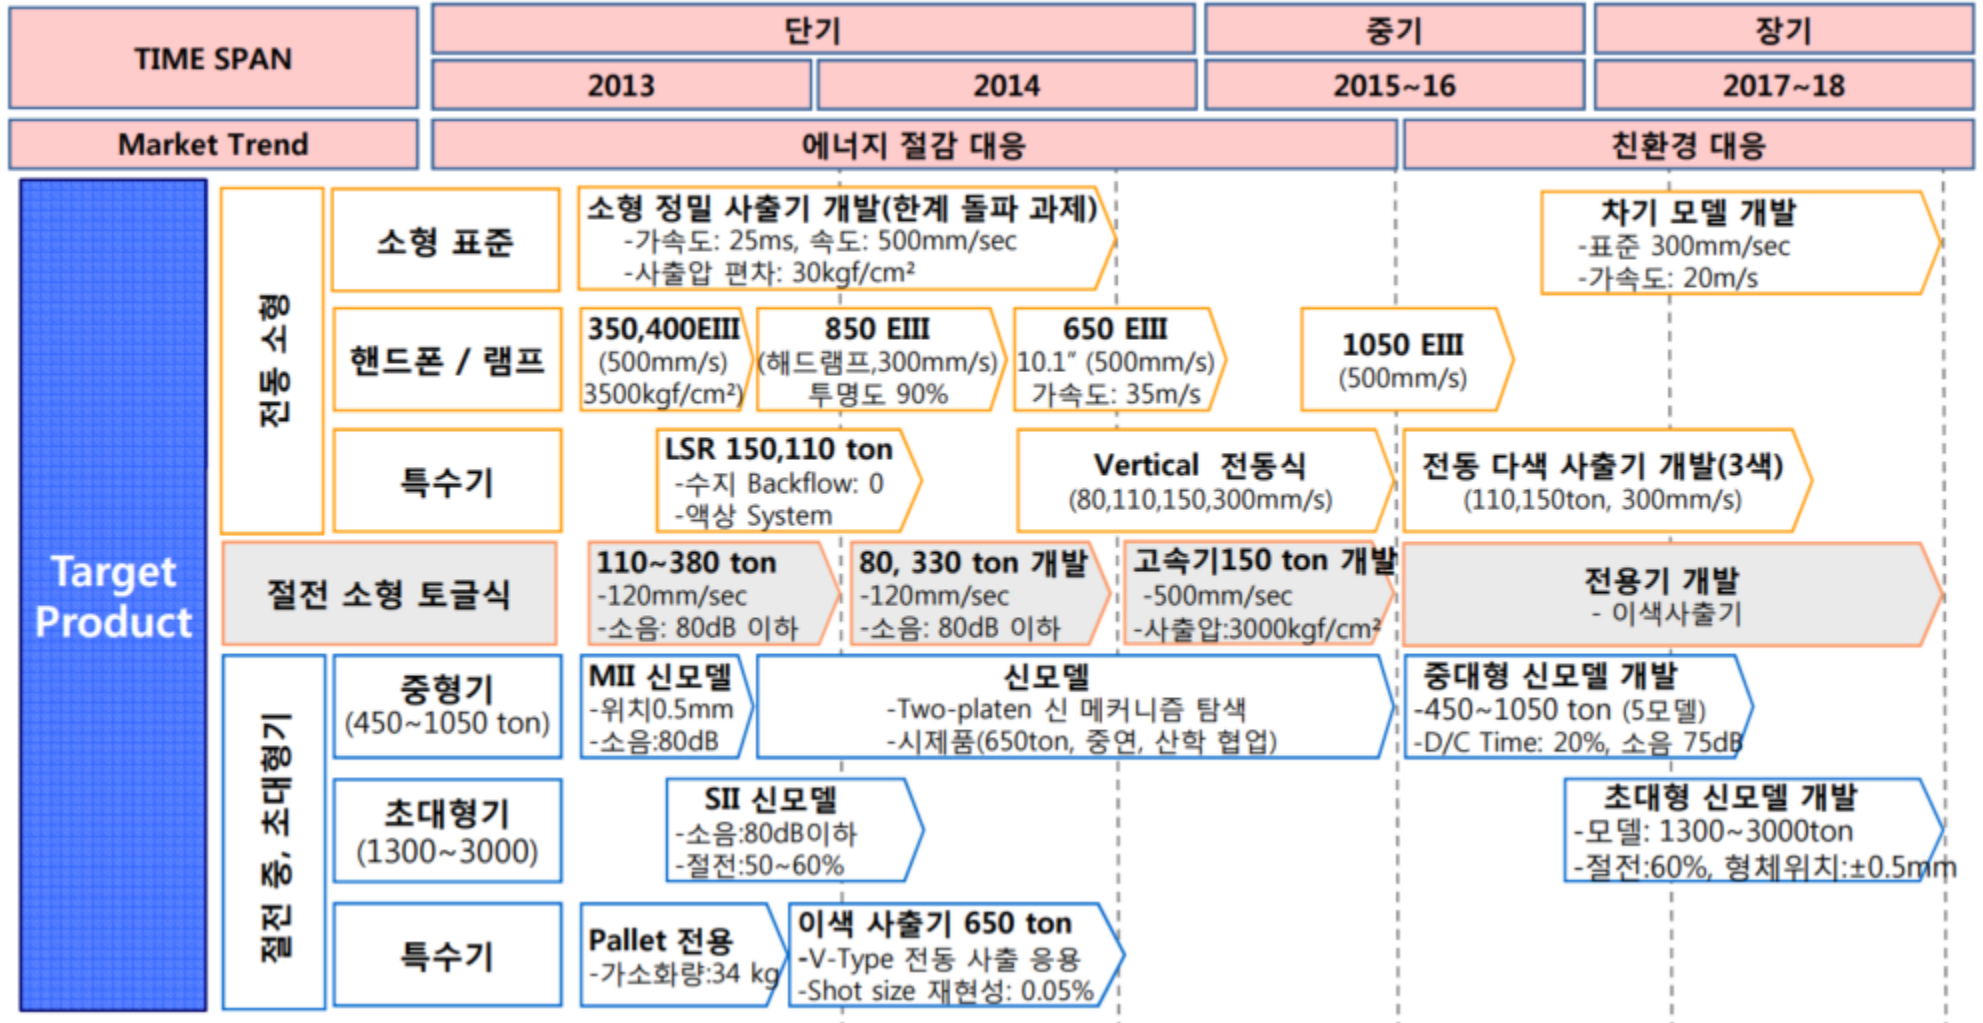 TIME SPAN
단기
중기
장기
2013
2014
2015~16
2017~18
Market Trend
에너지 절감 대응
친환경 대응
Target
Product
전동 소형
소형 표준
소형 정밀 사출기 개발(한계 돌파 과제)
-가속도: 25ms, 속도: 500mm/sec
-사출압 편차: 30kgf/cm²
차기 모델 개발
-표준 300mm/sec
-가속도: 20m/s
핸드폰 / 램프
350,400EIII
(500mm/s)
3500kgf/cm²)
850 EIII
(해드램프,300mm/s)
투명도 90%
650 EIII
10.1" (500mm/s)
가속도: 35m/s
1050 EIII
(500mm/s)
특수기
LSR 150,110 ton
-수지 Backflow: 0
-액상 System
Vertical 전동식
(80,110,150,300mm/s)
전동 다색 사출기 개발(3색)
(110,150ton, 300mm/s)
절전 소형 토글식
110~380 ton
-120mm/sec
-소음: 80dB 이하
80, 330 ton 개발
-120mm/sec
-소음: 80dB 이하
고속기150 ton 개발
-500mm/sec
-사출압:3000kgf/cm²
전용기 개발
- 이색사출기
절전 중, 초대형기
중형기
(450~1050 ton)
MII 신모델
-위치0.5mm
-소음:80dB
신모델
-Two-platen 신 메커니즘 탐색
-시제품(650ton, 중연, 산학 협업)
중대형 신모델 개발
-450~1050 ton (5모델)
-D/C Time: 20%, 소음 75dB
초대형기
(1300~3000)
SII 신모델
-소음:80dB이하
-절전:50~60%
초대형 신모델 개발
-모델: 1300~3000ton
-절전:60%, 형체위치:±0.5mm
특수기
Pallet 전용
-가소화량:34 kg
이색 사출기 650 ton
-V-Type 전동 사출 응용
-Shot size 재현성: 0.05%